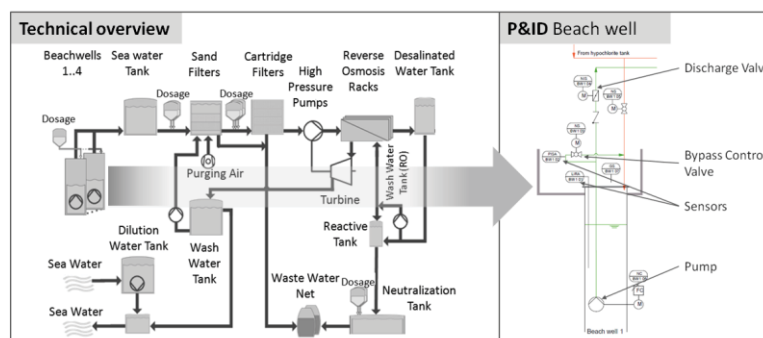 Technical overview
Beachwells
1..4
Sea water
Tank
Sand
Filters
Cartridge
Filters
High
Pressure
Pumps
Reverse
Osmosis
Racks
Desalinated
Water Tank
Dosage
Dosage
Dosage
Purging Air
Turbine
Wash Water
Tank (RO)
Dilution
Water Tank
Wash
Water
Tank
Reactive
Tank
Sea Water
Sea Water
Waste Water
Net
Dosage
Neutralization
Tank
P&ID Beach well
From hypochlorite tank
Discharge Valv
M
M
Bypass Control
Valve
Sensors
Pump
M
Beach well 1